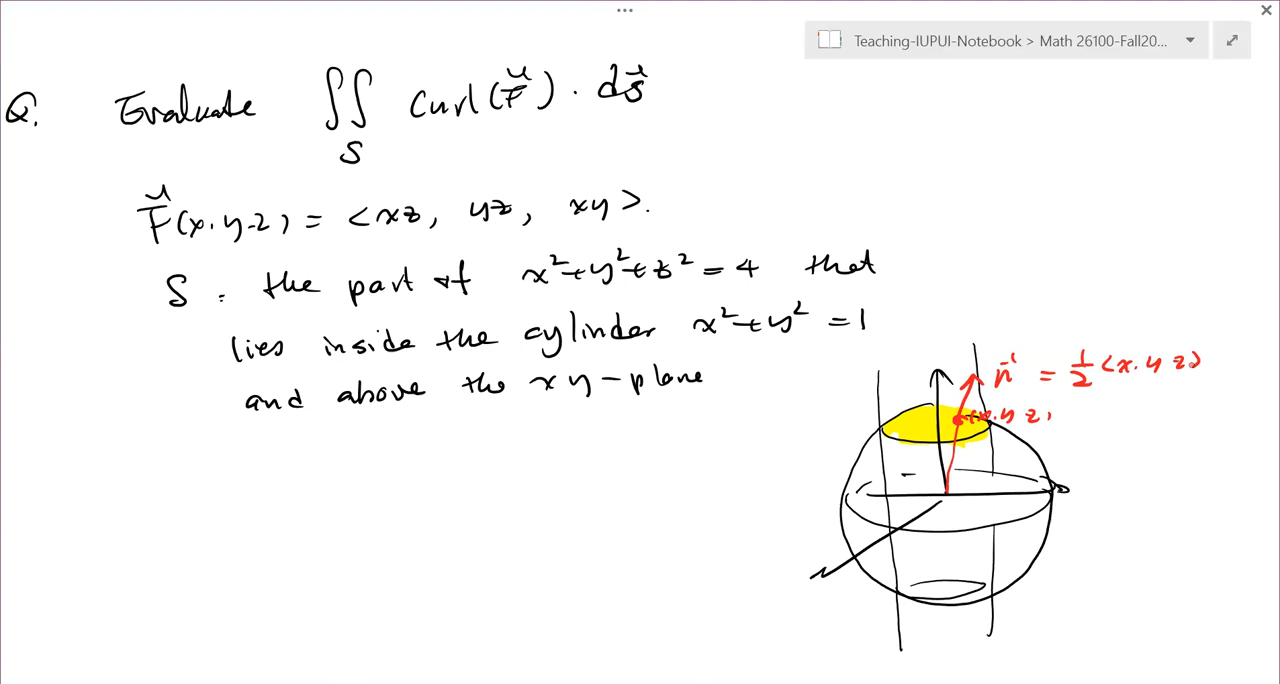 Teaching-IUPUI-Notebook > Math 26100-Fall20...
Q. Evaluate ∬ curl(F⃗) · dS⃗
S
F⃗(x,y,z) = <xz, yz, xy>.
S : the part of x²+y²+z² = 4 that
lies inside the cylinder x²+y² = 1
and above the xy-plane
n⃗ = 1/2 <x, y, z>
(x, y, z)